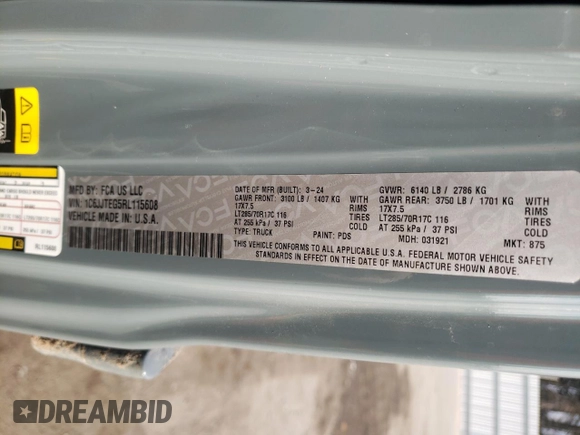 MFD BY: FCA US LLC
VIN: 1C6JJTEG5RL115608
VEHICLE MADE IN U.S.A.
DATE OF MFR (BUILT): 3-24 GVWR: 6140 LB / 2786 KG
GAWR FRONT: 3100 LB / 1407 KG WITH GAWR REAR: 3750 LB / 1701 KG WITH
17X7.5 RIMS 17X7.5 RIMS
LT285/70R17C 116 TIRES LT285/70R17C 116 TIRES
AT 255 kPa / 37 PSI AT 255 kPa / 37 PSI
TYPE: TRUCK PAINT: PDS MDH: 031921 MKT: 875
THIS VEHICLE CONFORMS TO ALL APPLICABLE U.S.A. FEDERAL MOTOR VEHICLE SAFETY
STANDARDS IN EFFECT ON THE DATE OF MANUFACTURE SHOWN ABOVE.
DREAMBID